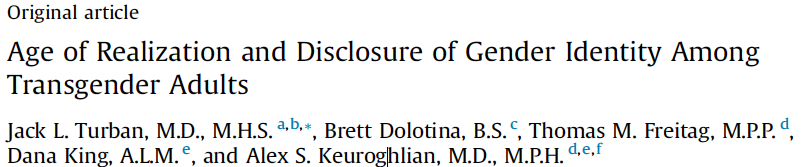 Original article
Age of Realization and Disclosure of Gender Identity Among
Transgender Adults
Jack L. Turban, M.D., M.H.S. a,b,*, Brett Dolotina, B.S. c, Thomas M. Freitag, M.P.P. d,
Dana King, A.L.M. e, and Alex S. Keuroghlian, M.D., M.P.H. d,e,f